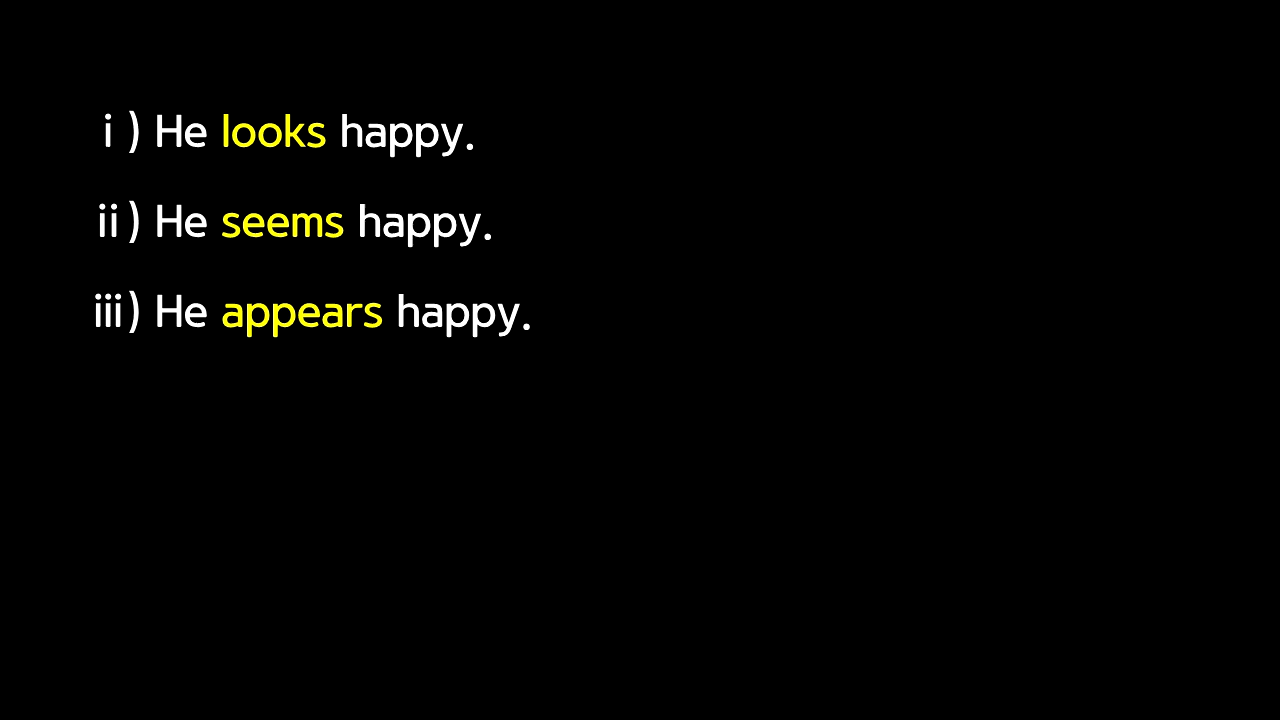 i ) He looks happy.
ii ) He seems happy.
iii) He appears happy.